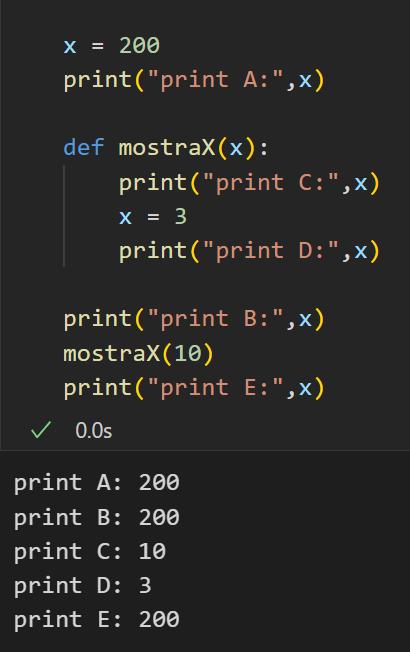 x = 200
print("print A:",x)
def mostraX(x):
print("print C:",x)
x = 3
print("print D:",x)
print("print B:",x)
mostraX(10)
print("print E:",x)
0.0s
print A: 200
print B: 200
print C: 10
print D: 3
print E: 200